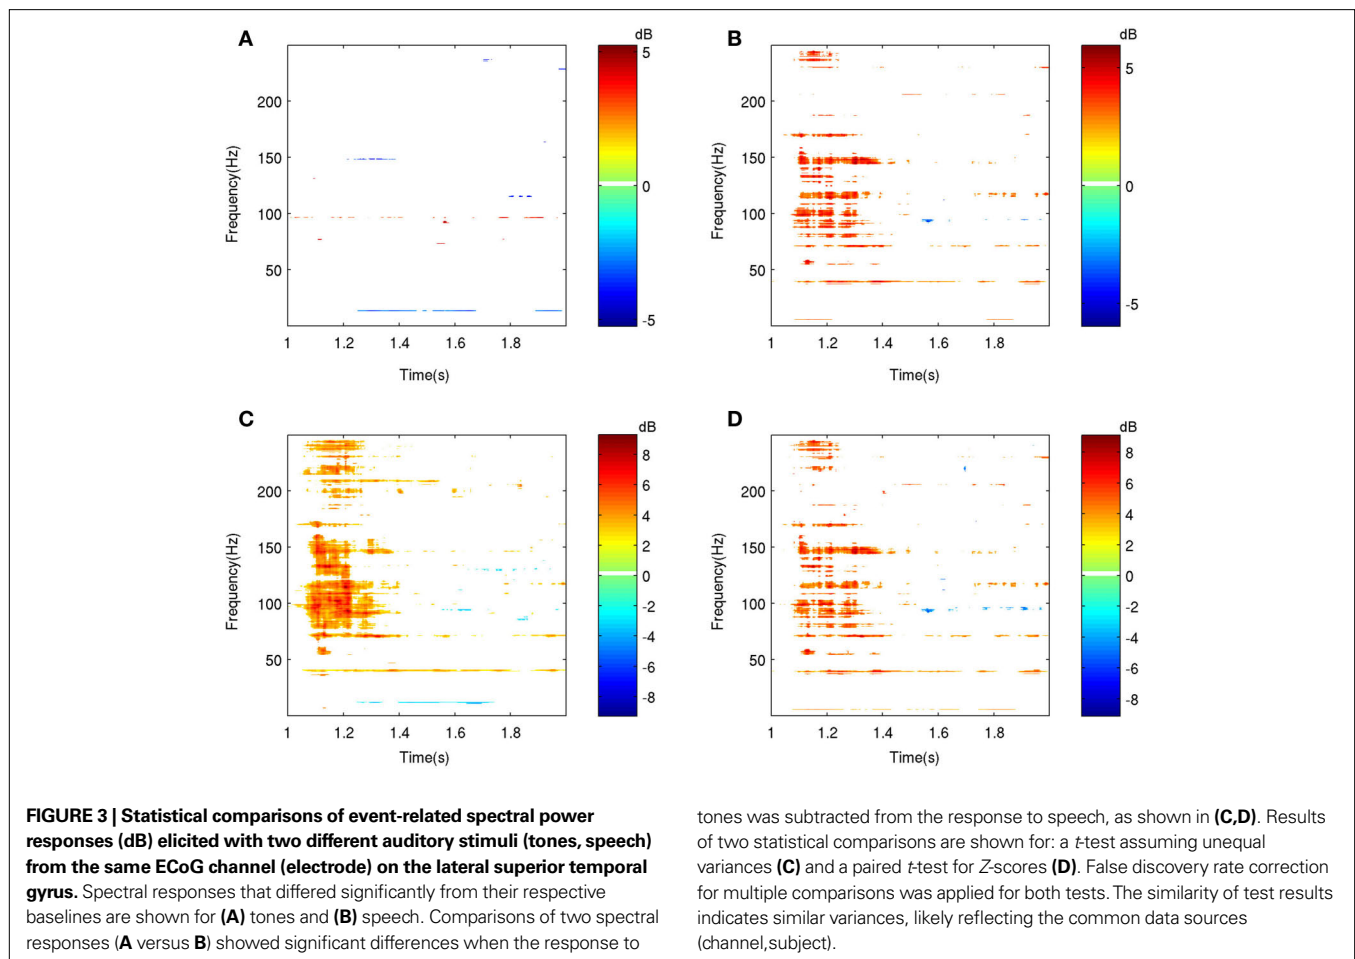 A
dB
5
0
-5
200
150
100
50
Frequency(Hz)
1 1.2 1.4 1.6 1.8
Time(s)
B
dB
5
0
-5
200
150
100
50
Frequency(Hz)
1 1.2 1.4 1.6 1.8
Time(s)
C
dB
8
6
4
2
0
-2
-4
-6
-8
200
150
100
50
Frequency(Hz)
1 1.2 1.4 1.6 1.8
Time(s)
D
dB
8
6
4
2
0
-2
-4
-6
-8
200
150
100
50
Frequency(Hz)
1 1.2 1.4 1.6 1.8
Time(s)
FIGURE 3 | Statistical comparisons of event-related spectral power
responses (dB) elicited with two different auditory stimuli (tones, speech)
from the same ECoG channel (electrode) on the lateral superior temporal
gyrus. Spectral responses that differed significantly from their respective
baselines are shown for (A) tones and (B) speech. Comparisons of two spectral
responses (A versus B) showed significant differences when the response to
tones was subtracted from the response to speech, as shown in (C,D). Results
of two statistical comparisons are shown for: a t-test assuming unequal
variances (C) and a paired t-test for Z-scores (D). False discovery rate correction
for multiple comparisons was applied for both tests. The similarity of test results
indicates similar variances, likely reflecting the common data sources
(channel,subject).